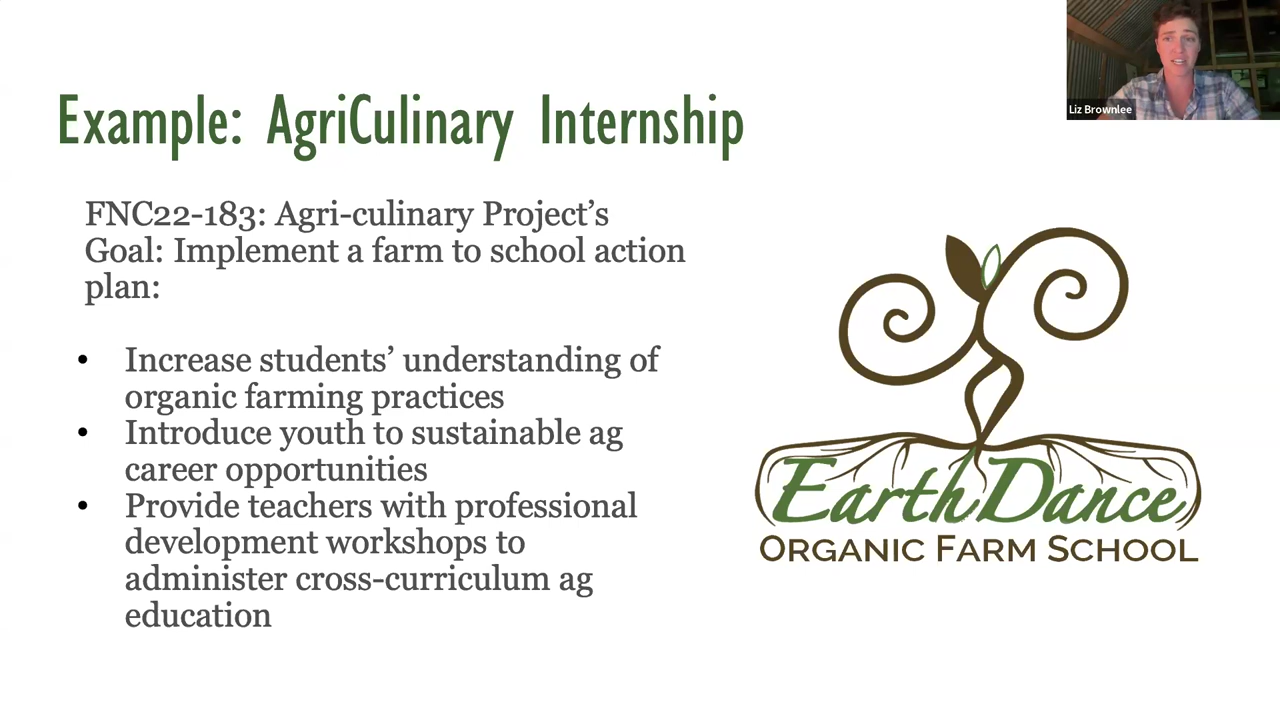 Example: AgriCulinary Internship
Liz Brownlee
FNC22-183: Agri-culinary Project’s
Goal: Implement a farm to school action
plan:
• Increase students’ understanding of
organic farming practices
• Introduce youth to sustainable ag
career opportunities
• Provide teachers with professional
development workshops to
administer cross-curriculum ag
education
EarthDance
ORGANIC FARM SCHOOL